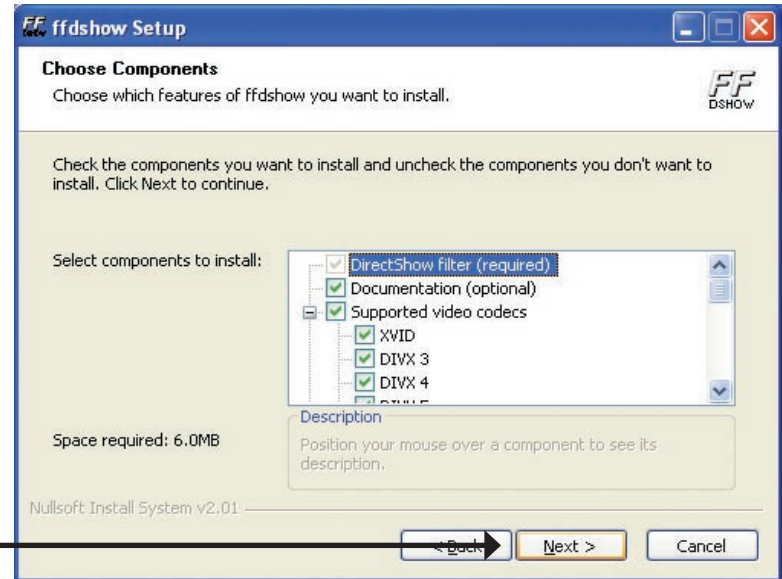 FF ffdshow Setup
Choose Components
Choose which features of ffdshow you want to install.
FF
DSHOW
Check the components you want to install and uncheck the components you don't want to
install. Click Next to continue.
Select components to install:
DirectShow filter (required)
Documentation (optional)
Supported video codecs
XVID
DIVX 3
DIVX 4
Description
Space required: 6.0MB
Position your mouse over a component to see its
description.
Nullsoft Install System v2.01
< Back
Next >
Cancel